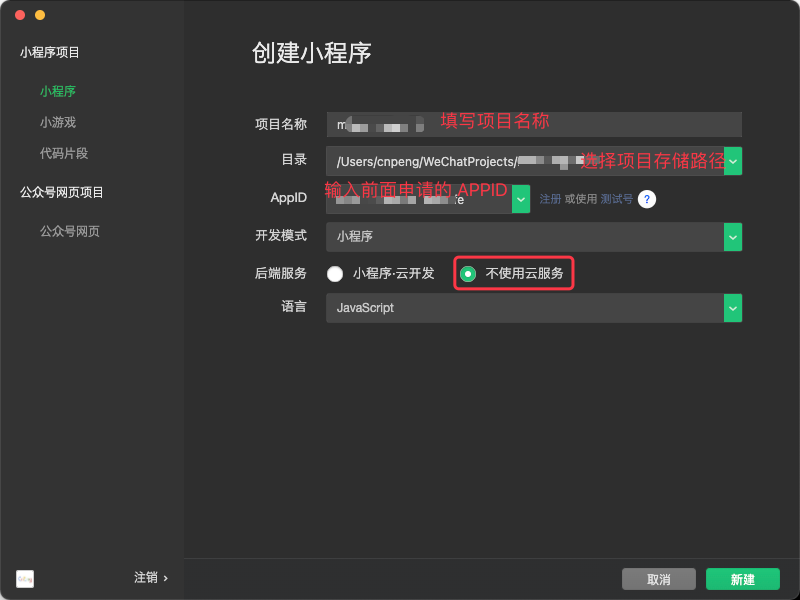 小程序项目
小程序
小游戏
代码片段
公众号网页项目
公众号网页
注销 ›
创建小程序
项目名称 m 填写项目名称
目录 /Users/cnpeng/WeChatProjects/ 选择项目存储路径
AppID 输入前面申请的 APPID 注册 或使用 测试号 ?
开发模式 小程序
后端服务 小程序·云开发 不使用云服务
语言 JavaScript
取消 新建